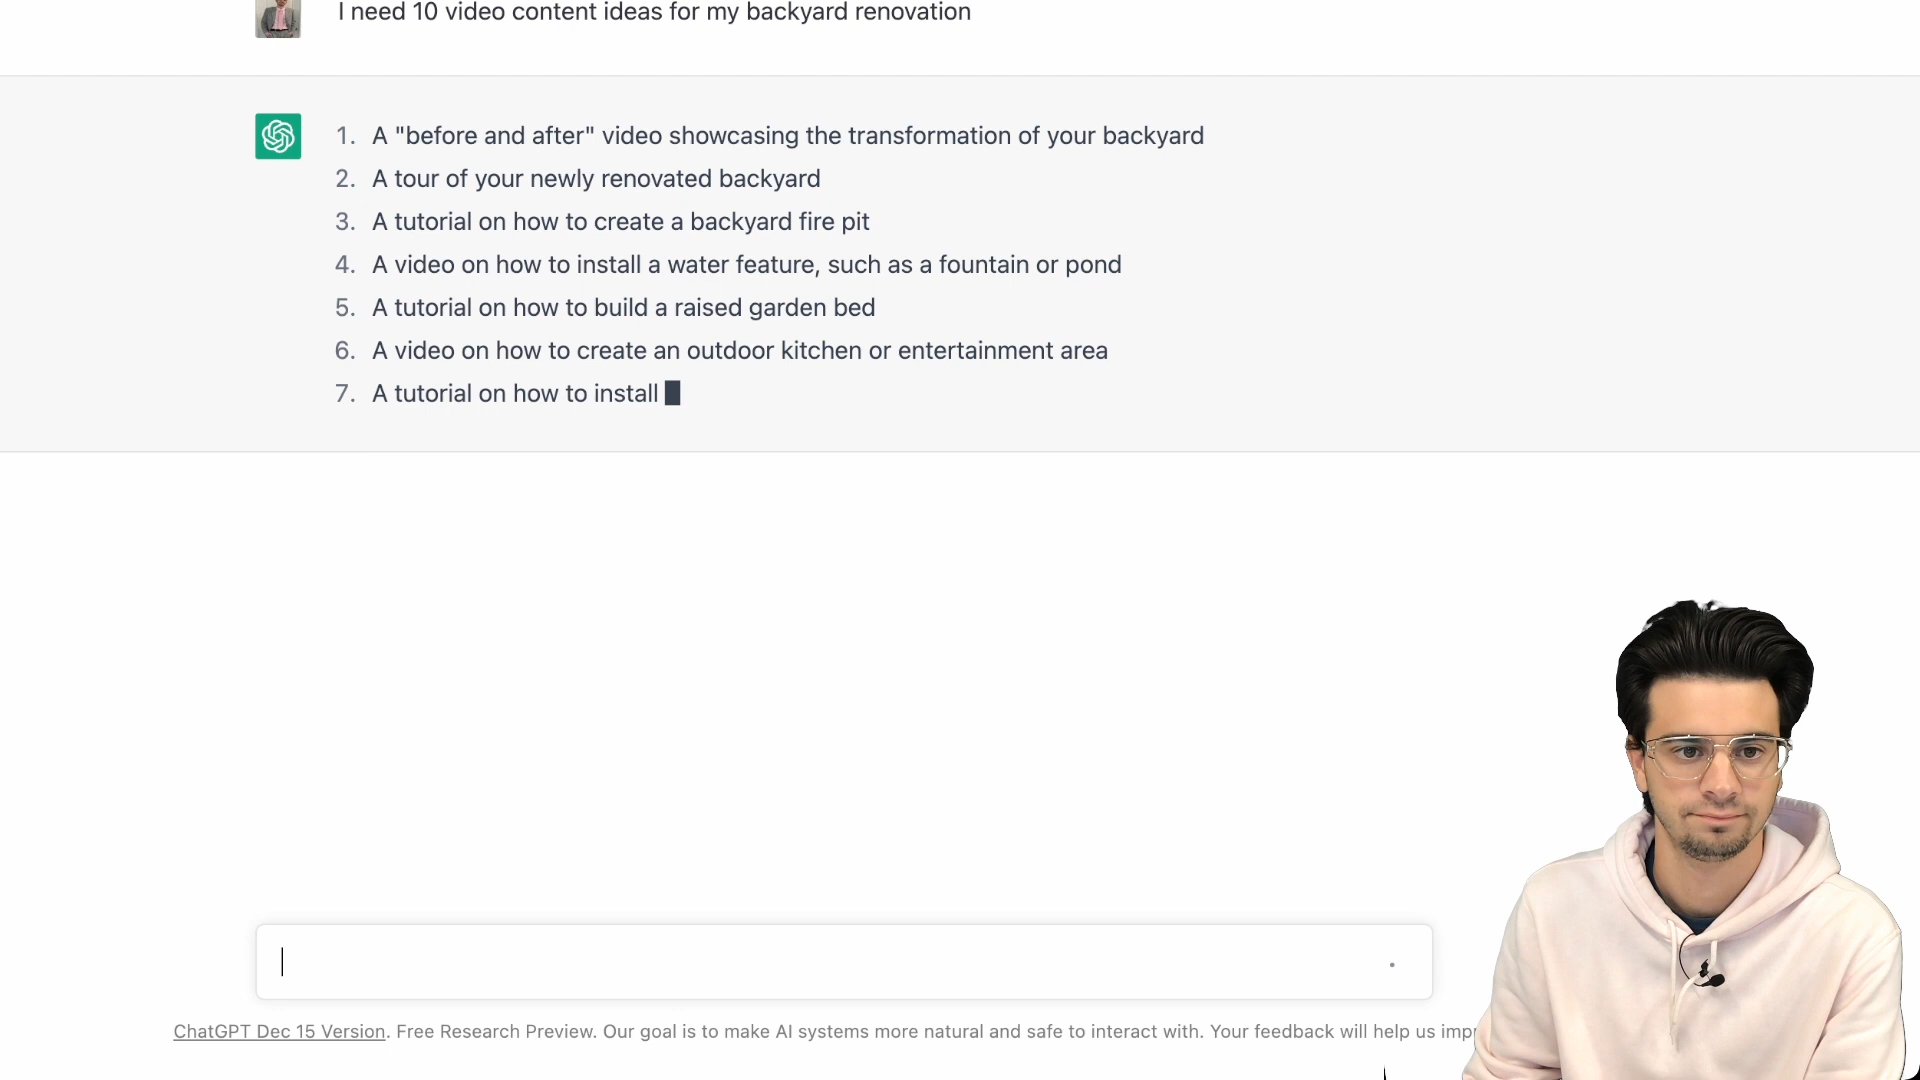 I need 10 video content ideas for my backyard renovation
1. A "before and after" video showcasing the transformation of your backyard
2. A tour of your newly renovated backyard
3. A tutorial on how to create a backyard fire pit
4. A video on how to install a water feature, such as a fountain or pond
5. A tutorial on how to build a raised garden bed
6. A video on how to create an outdoor kitchen or entertainment area
7. A tutorial on how to install
ChatGPT Dec 15 Version. Free Research Preview. Our goal is to make AI systems more natural and safe to interact with. Your feedback will help us